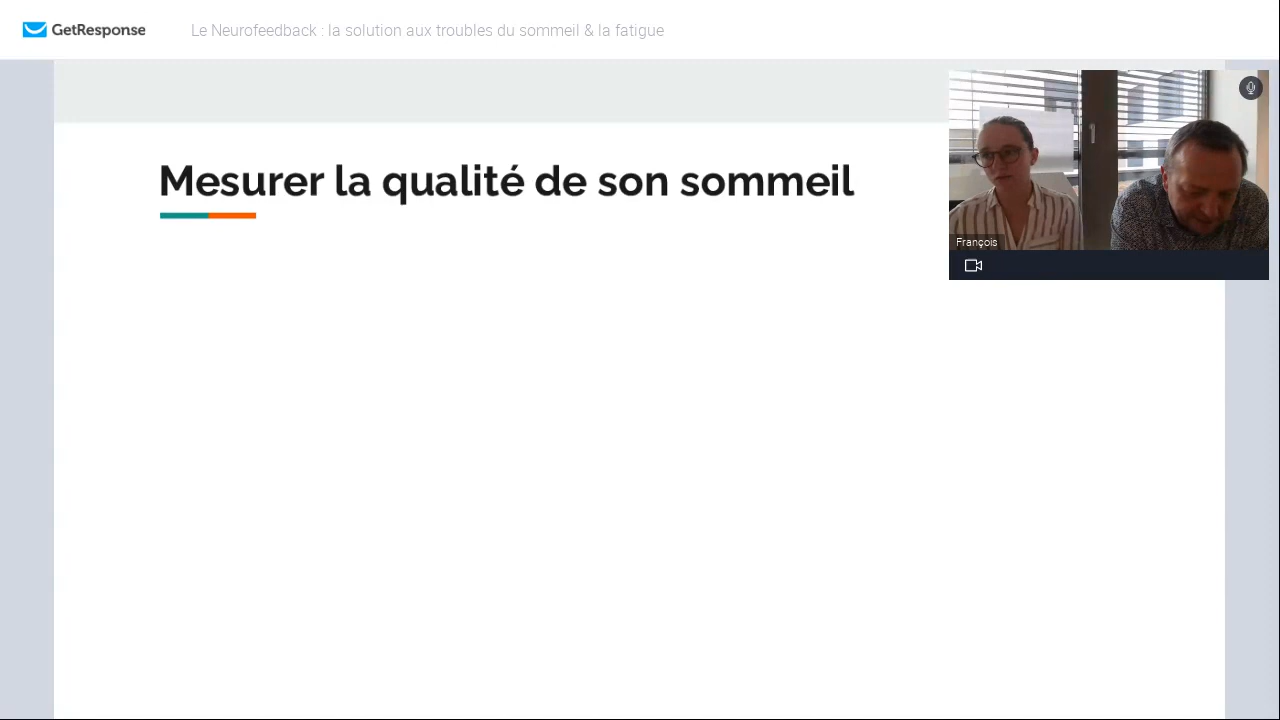 GetResponse
Le Neurofeedback : la solution aux troubles du sommeil & la fatigue
Mesurer la qualité de son sommeil
François